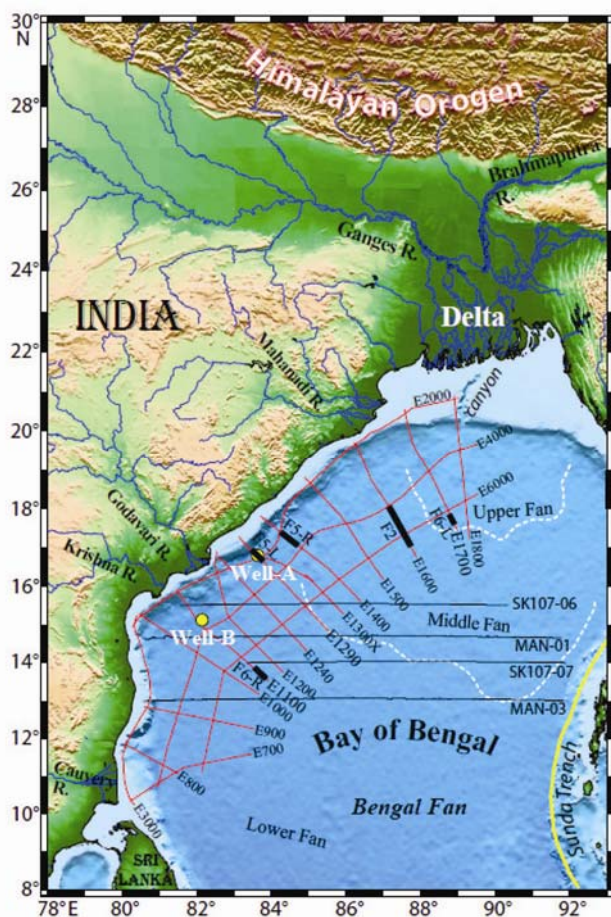 30°
N
28°
26°
24°
22°
20°
18°
16°
14°
12°
10°
8°
78° E
80°
82°
84°
86°
88°
90°
92°
Himalayan Orogen
Brahmaputra
R.
Ganges R.
INDIA
Delta
Mahanadi R.
Canyon
E2000
E4000
E6000
Upper Fan
Godavari R.
Krishna R.
F5-R
F5-L
F2
F6-L
E1800
E1700
E1600
Well-A
E1500
SK107-06
E1400
Middle Fan
Well-B
E1300X
MAN-01
E1290
E1240
SK107-07
E1200
F6-R
E1100
E1000
MAN-03
E900
Bay of Bengal
E700
Cauvery
R.
E800
E3000
Bengal Fan
Sunda Trench
Lower Fan
SRI
LANKA